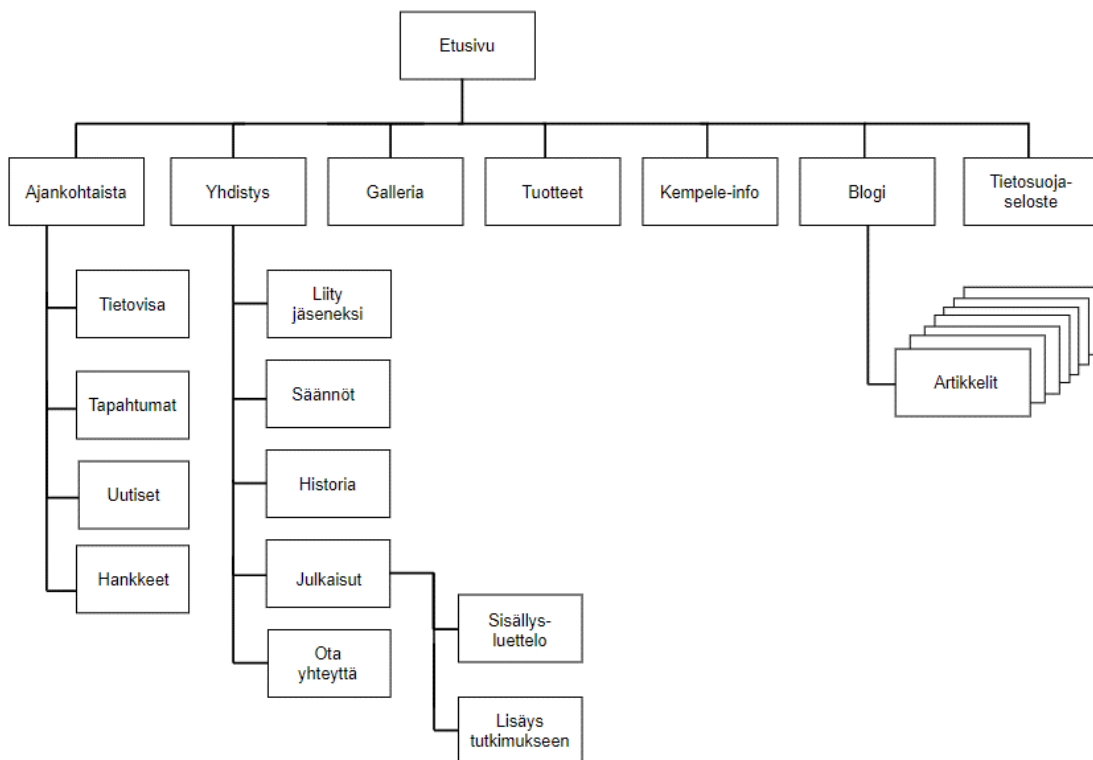 Etusivu
Ajankohtaista
Yhdistys
Galleria
Tuotteet
Kempele-info
Blogi
Tietosuoja-
seloste
Tietovisa
Tapahtumat
Uutiset
Hankkeet
Liity
jäseneksi
Säännöt
Historia
Julkaisut
Ota
yhteyttä
Sisällys-
luettelo
Lisäys
tutkimukseen
Artikkelit